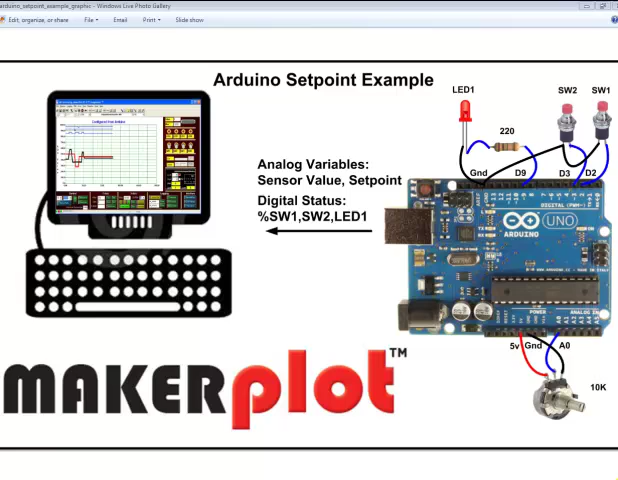 arduino_setpoint_example_graphic - Windows Live Photo Gallery
Edit, organize, or share File Email Print Slide show
Arduino Setpoint Example
LED1
SW2 SW1
220
Analog Variables:
Sensor Value, Setpoint
Digital Status:
%SW1,SW2,LED1
Gnd D9 D3 D2
DIGITAL (PWM~)
UNO
ARDUINO
POWER
ANALOG IN
5v Gnd A0
10K
MAKERplot™